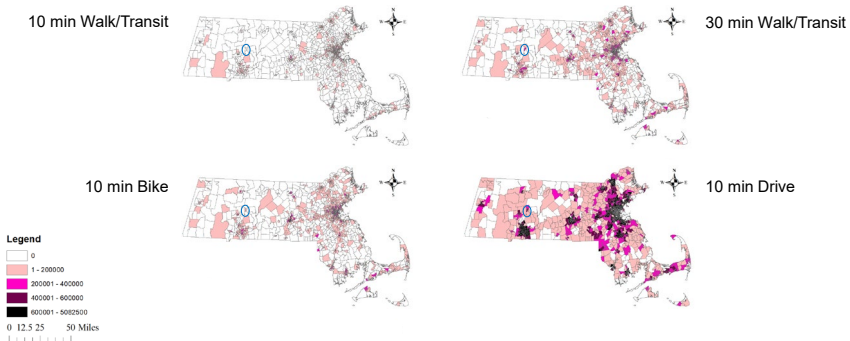 10 min Walk/Transit
N
W
E
S
N
W
E
S
30 min Walk/Transit
10 min Bike
N
W
E
S
N
W
E
S
10 min Drive
Legend
0
1 - 200000
200001 - 400000
400001 - 600000
600001 - 5082500
0 12.5 25 50 Miles